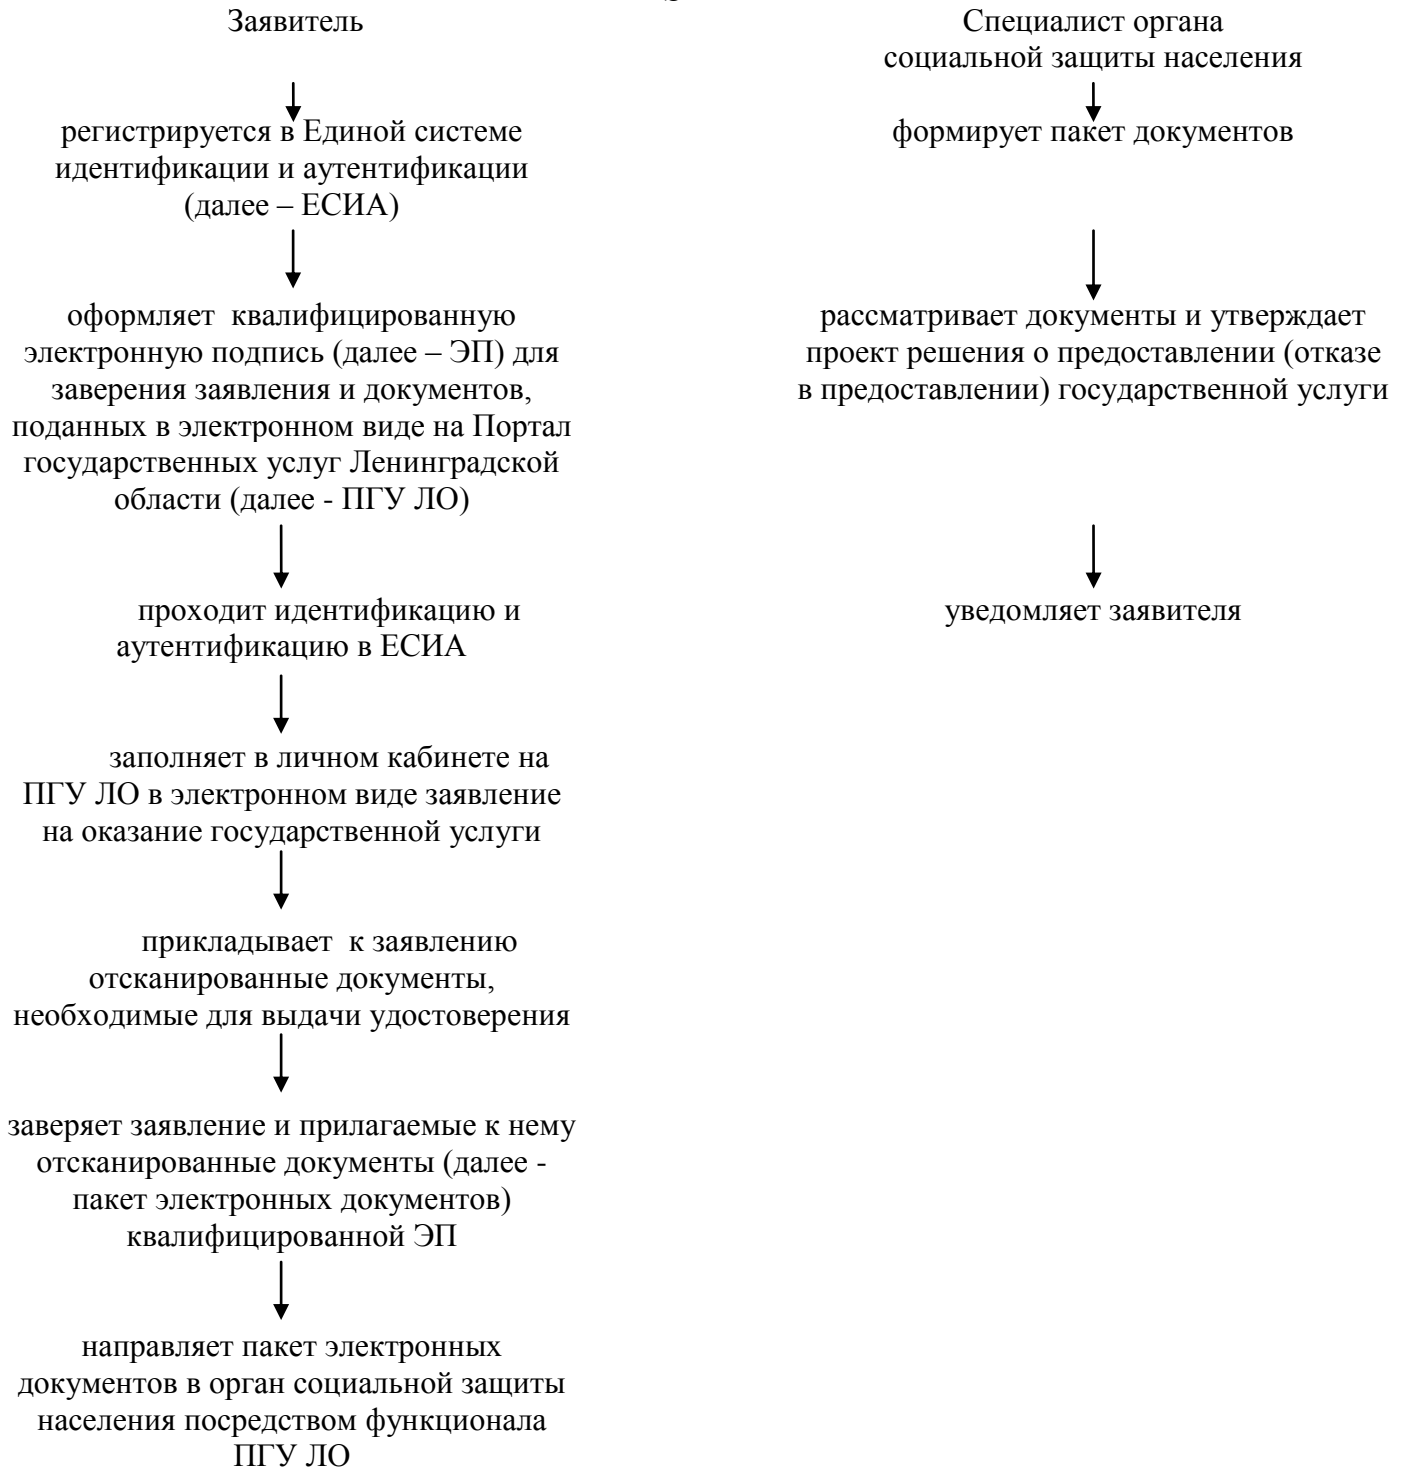 Заявитель
регистрируется в Единой системе
идентификации и аутентификации
(далее – ЕСИА)
оформляет  квалифицированную
электронную подпись (далее – ЭП) для
заверения заявления и документов,
поданных в электронном виде на Портал
государственных услуг Ленинградской
области (далее - ПГУ ЛО)
проходит идентификацию и
аутентификацию в ЕСИА
заполняет в личном кабинете на
ПГУ ЛО в электронном виде заявление
на оказание государственной услуги
прикладывает  к заявлению
отсканированные документы,
необходимые для выдачи удостоверения
заверяет заявление и прилагаемые к нему
отсканированные документы (далее -
пакет электронных документов)
квалифицированной ЭП
направляет пакет электронных
документов в орган социальной защиты
населения посредством функционала
ПГУ ЛО
Специалист органа
социальной защиты населения
формирует пакет документов
рассматривает документы и утверждает
проект решения о предоставлении (отказе
в предоставлении) государственной услуги
уведомляет заявителя